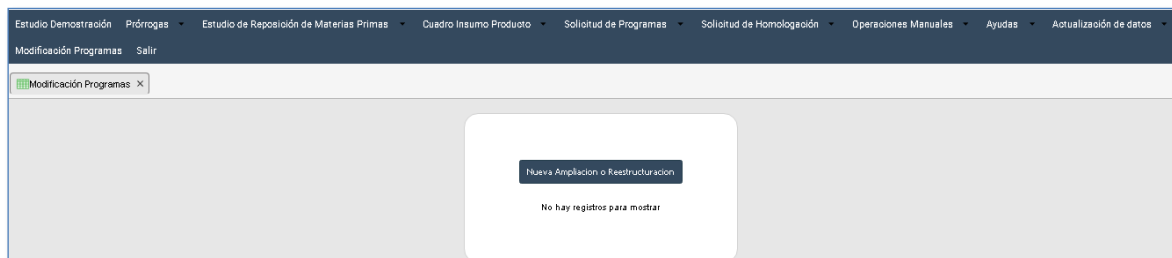 Estudio Demostración Prórrogas Estudio de Reposición de Materias Primas Cuadro Insumo Producto Solicitud de Programas Solicitud de Homologación Operaciones Manuales Ayudas Actualización de datos
Modificación Programas Salir
Modificación Programas ×
Nueva Ampliacion o Reestructuracion
No hay registros para mostrar